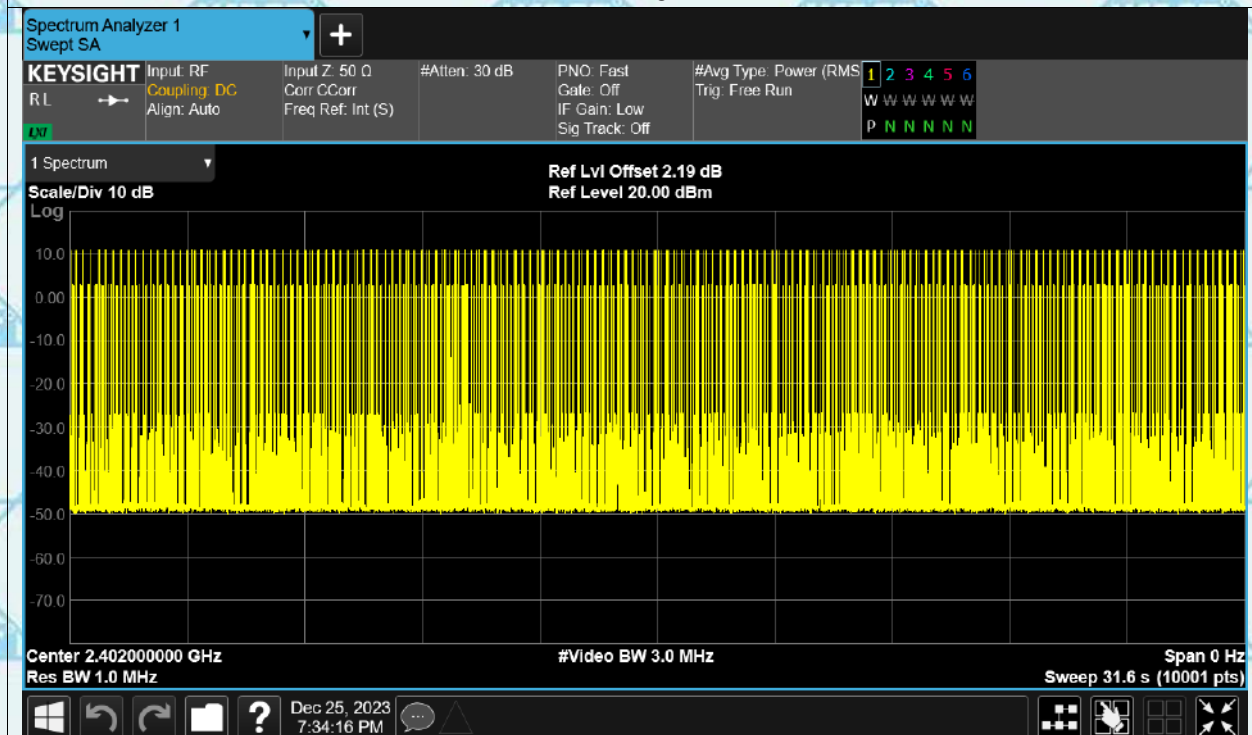 Spectrum Analyzer 1
Swept SA
+
KEYSIGHT
RL
LXI
Input: RF
Coupling: DC
Align: Auto
Input Z: 50 Ω
Corr CCorr
Freq Ref: Int (S)
#Atten: 30 dB
PNO: Fast
Gate: Off
IF Gain: Low
Sig Track: Off
#Avg Type: Power (RMS
Trig: Free Run
1 2 3 4 5 6
W W W W W W
P N N N N N
1 Spectrum
Scale/Div 10 dB
Ref Lvl Offset 2.19 dB
Ref Level 20.00 dBm
Log
10.0
0.00
-10.0
-20.0
-30.0
-40.0
-50.0
-60.0
-70.0
Center 2.402000000 GHz
#Video BW 3.0 MHz
Span 0 Hz
Res BW 1.0 MHz
Sweep 31.6 s (10001 pts)
?
Dec 25, 2023
7:34:16 PM